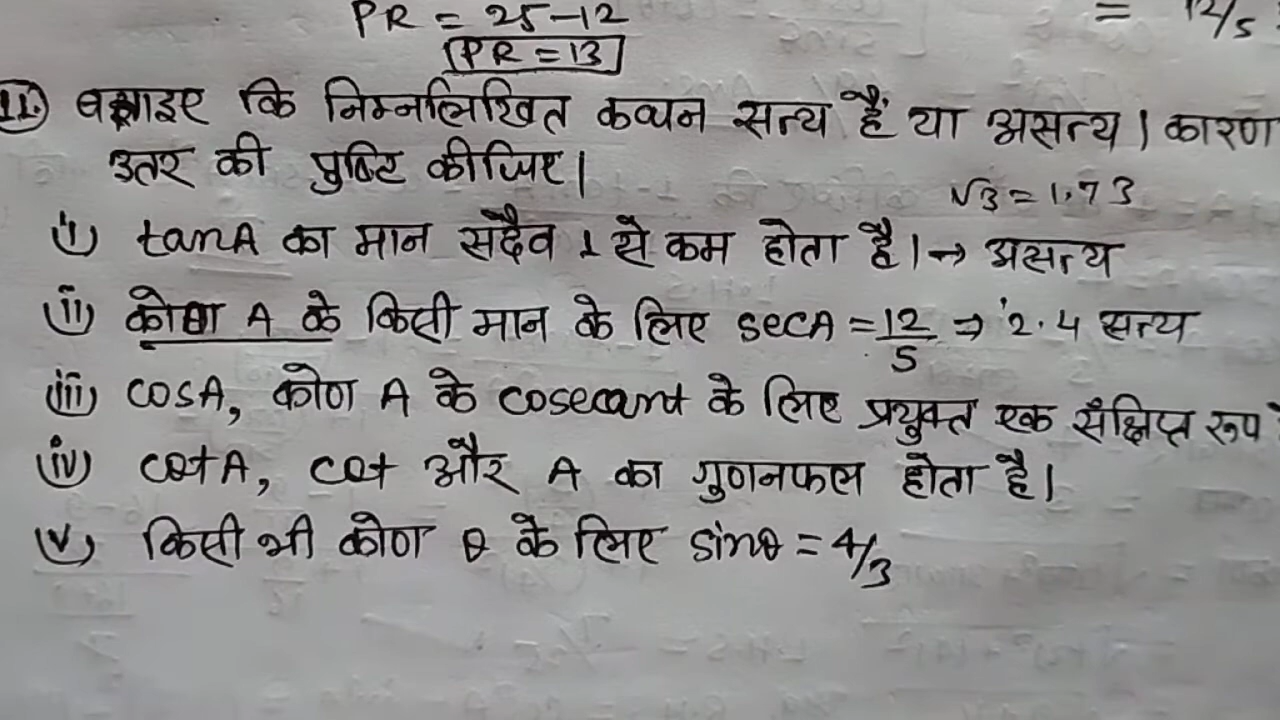 PR = 25-12
= 12/5
PR = 13
11. बताइए कि निम्नलिखित कथन सत्य हैं या असत्य। कारण
उतर की पुष्टि कीजिए।
√3 = 1.73
(i) tanA का मान सदैव 1 से कम होता है।→ असत्य
(ii) कोण A के किसी मान के लिए secA = 12/5 ⇒ 2.4 सत्य
(iii) cosA, कोण A के cosecant के लिए प्रयुक्त एक संक्षिप्त रूप
(iv) cotA, cot और A का गुणनफल होता है।
(v) किसी भी कोण θ के लिए sinθ = 4/3